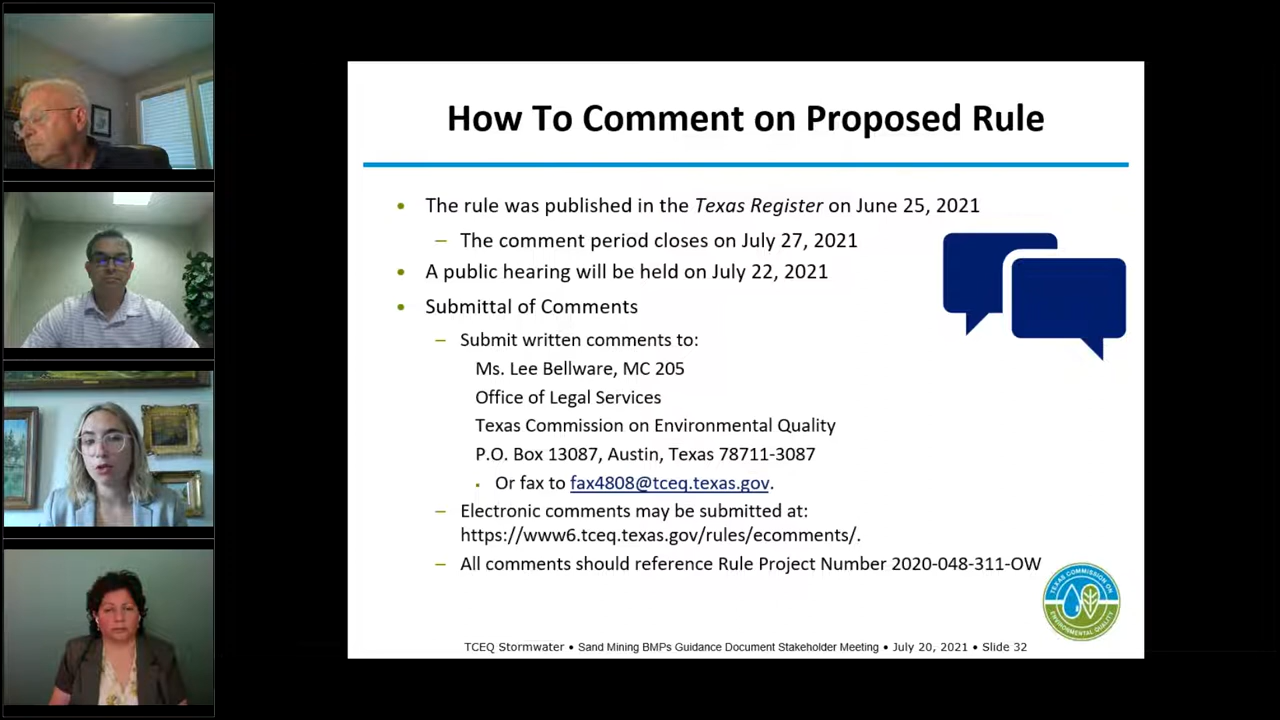 How To Comment on Proposed Rule
• The rule was published in the Texas Register on June 25, 2021
– The comment period closes on July 27, 2021
• A public hearing will be held on July 22, 2021
• Submittal of Comments
– Submit written comments to:
Ms. Lee Bellware, MC 205
Office of Legal Services
Texas Commission on Environmental Quality
P.O. Box 13087, Austin, Texas 78711-3087
▪ Or fax to fax4808@tceq.texas.gov.
– Electronic comments may be submitted at:
https://www6.tceq.texas.gov/rules/ecomments/.
– All comments should reference Rule Project Number 2020-048-311-OW
TEXAS COMMISSION ON
ENVIRONMENTAL QUALITY
TCEQ Stormwater • Sand Mining BMPs Guidance Document Stakeholder Meeting • July 20, 2021 • Slide 32